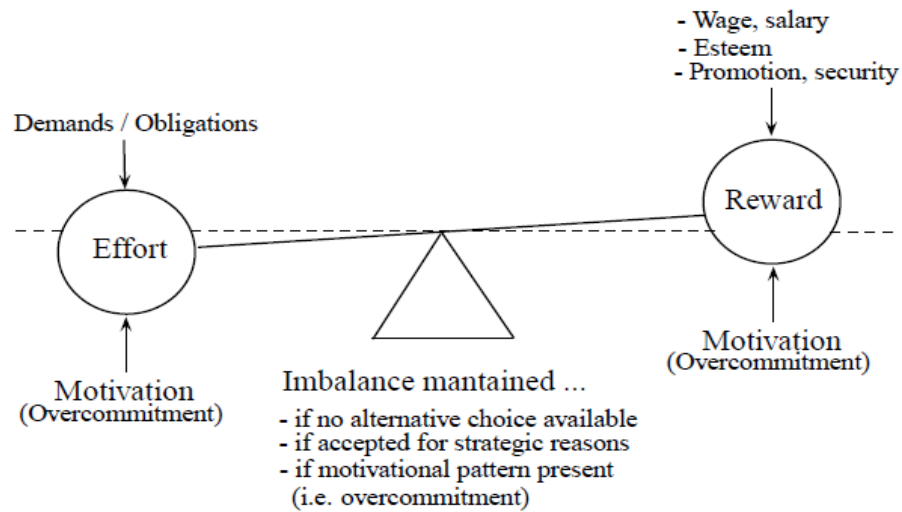 - Wage, salary
- Esteem
- Promotion, security
Demands / Obligations
Reward
Effort
Motivation
(Overcommitment)
Motivation
(Overcommitment)
Imbalance mantained ...
- if no alternative choice available
- if accepted for strategic reasons
- if motivational pattern present
(i.e. overcommitment)